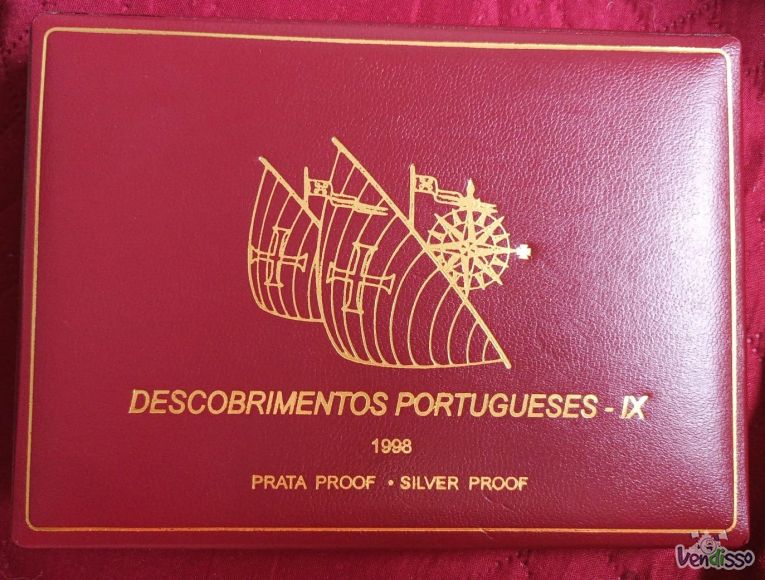 DESCOBRIMENTOS PORTUGUESES - IX
1998
PRATA PROOF • SILVER PROOF
Vendisso